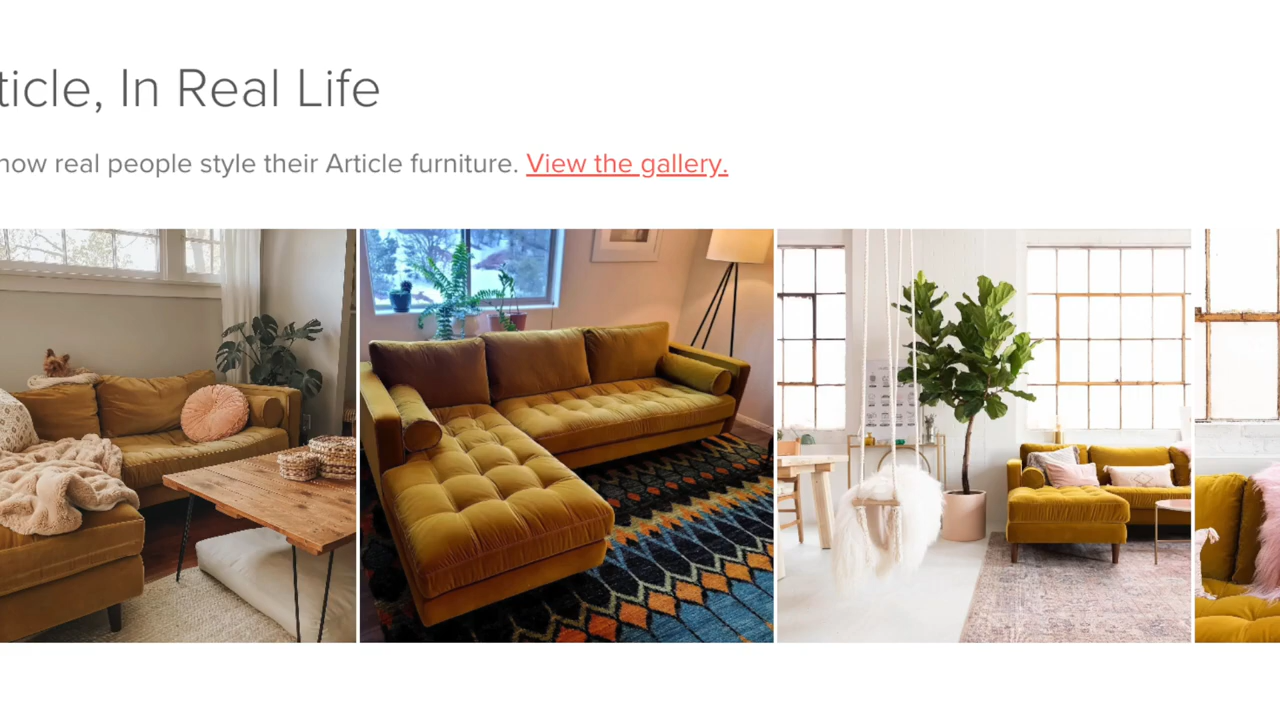 ticle, In Real Life
how real people style their Article furniture. View the gallery.